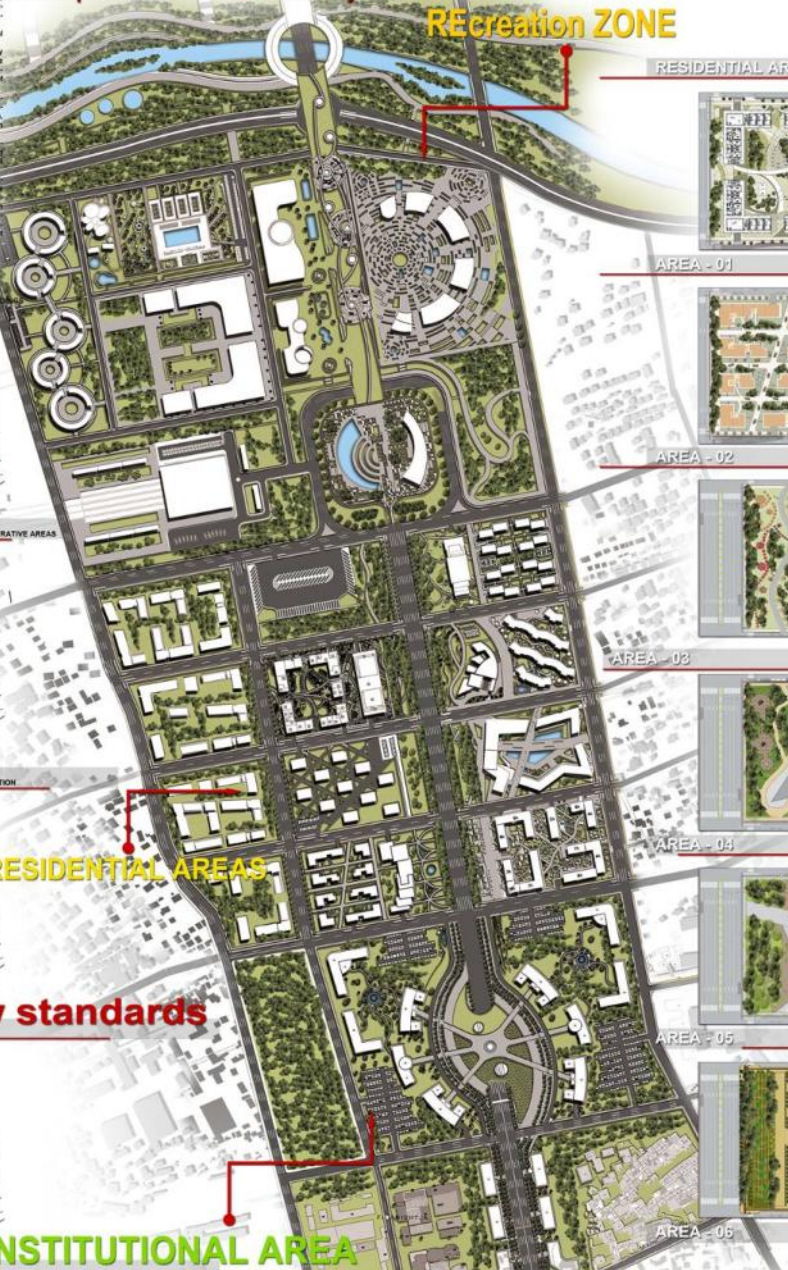 REcreation ZONE
RESIDENTIAL AR
AREA - 01
AREA - 02
RATIVE AREAS
AREA - 03
TION
AREA - 04
RESIDENTIAL AREAS
y standards
AREA - 05
AREA - 06
NSTITUTIONAL AREA